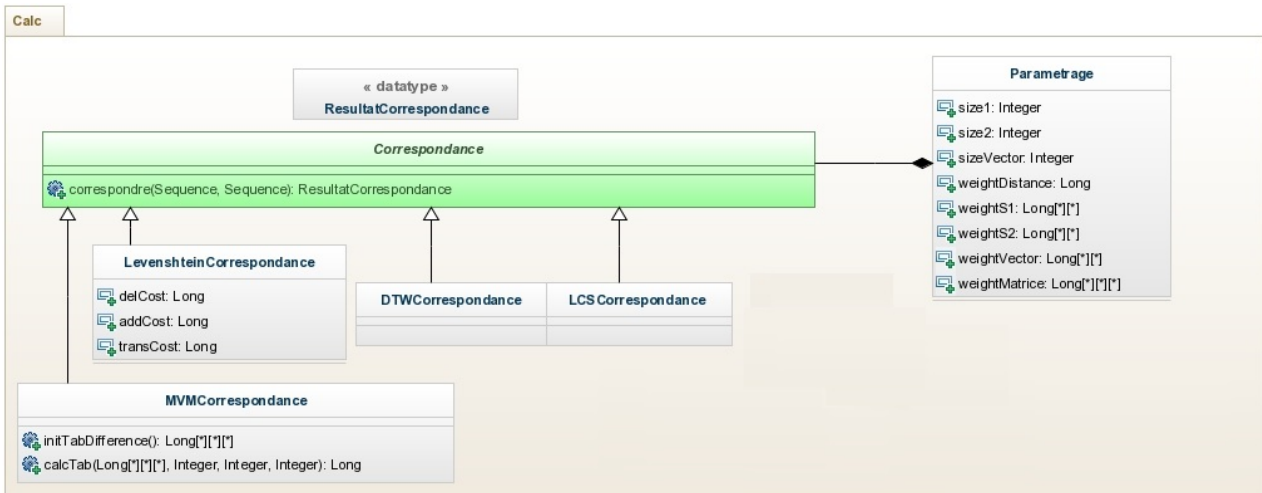 Calc
« datatype »
ResultatCorrespondance
Correspondance
correspondre(Sequence, Sequence): ResultatCorrespondance
Parametrage
size1: Integer
size2: Integer
sizeVector: Integer
weightDistance: Long
weightS1: Long[*][*]
weightS2: Long[*][*]
weightVector: Long[*][*]
weightMatrice: Long[*][*][*]
LevenshteinCorrespondance
delCost: Long
addCost: Long
transCost: Long
DTWCorrespondance
LCSCorrespondance
MVMCorrespondance
initTabDifference(): Long[*][*][*]
calcTab(Long[*][*][*], Integer, Integer, Integer): Long